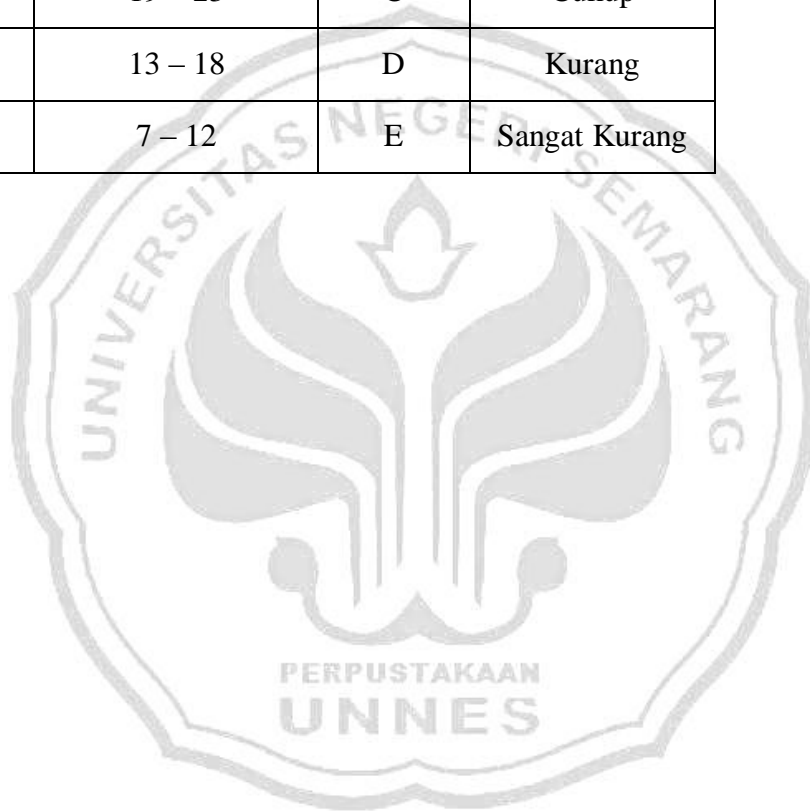 13 – 18 D Kurang
7 – 12 E Sangat Kurang
UNIVERSITAS NEGERI SEMARANG
PERPUSTAKAAN
UNNES